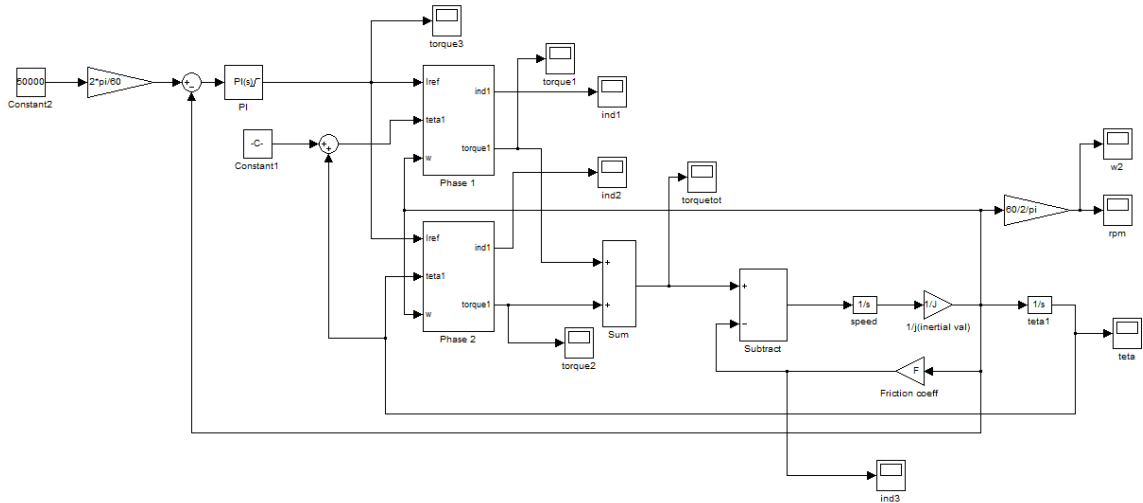 torque3
torque1
50000
2*pi/60
+
−
PI(s)
Constant2
PI
Iref
teta1
w
ind1
torque1
Phase 1
ind1
-C-
Constant1
+
+
ind2
torquetot
Iref
teta1
w
ind1
torque1
Phase 2
torque2
+
+
Sum
+
−
Subtract
1/s
speed
1/J
1/j(inertial val)
60/2/pi
w2
rpm
1/s
teta1
teta
F
Friction coeff
ind3